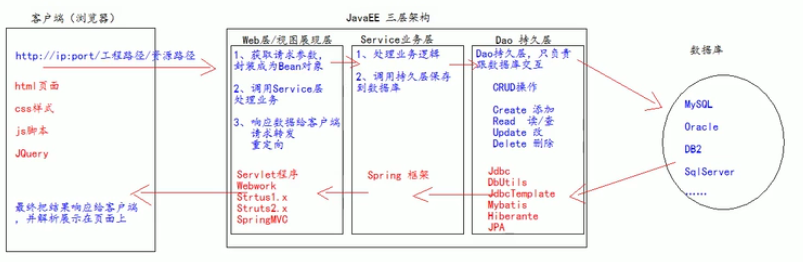 客户端（浏览器）
http://ip:port/工程路径/资源路径
html页面
css样式
js脚本
JQuery
最终把结果响应给客户端
，并解析展示在页面上
JavaEE 三层架构
Web层/视图展现层
1、获取请求参数，
封装成为Bean对象
2、调用Service层
处理业务
3、响应数据给客户端
请求转发
重定向
Servlet程序
Webwork
Strtus1.x
Struts2.x
SpringMVC
Service业务层
1、处理业务逻辑
2、调用持久层保存
到数据库
Spring 框架
Dao 持久层
Dao持久层，只负责
跟数据库交互
CRUD操作
Create 添加
Read 读/查
Update 改
Delete 删除
Jdbc
DbUtils
JdbcTemplate
Mybatis
Hiberante
JPA
数据库
MySQL
Oracle
DB2
SqlServer
......